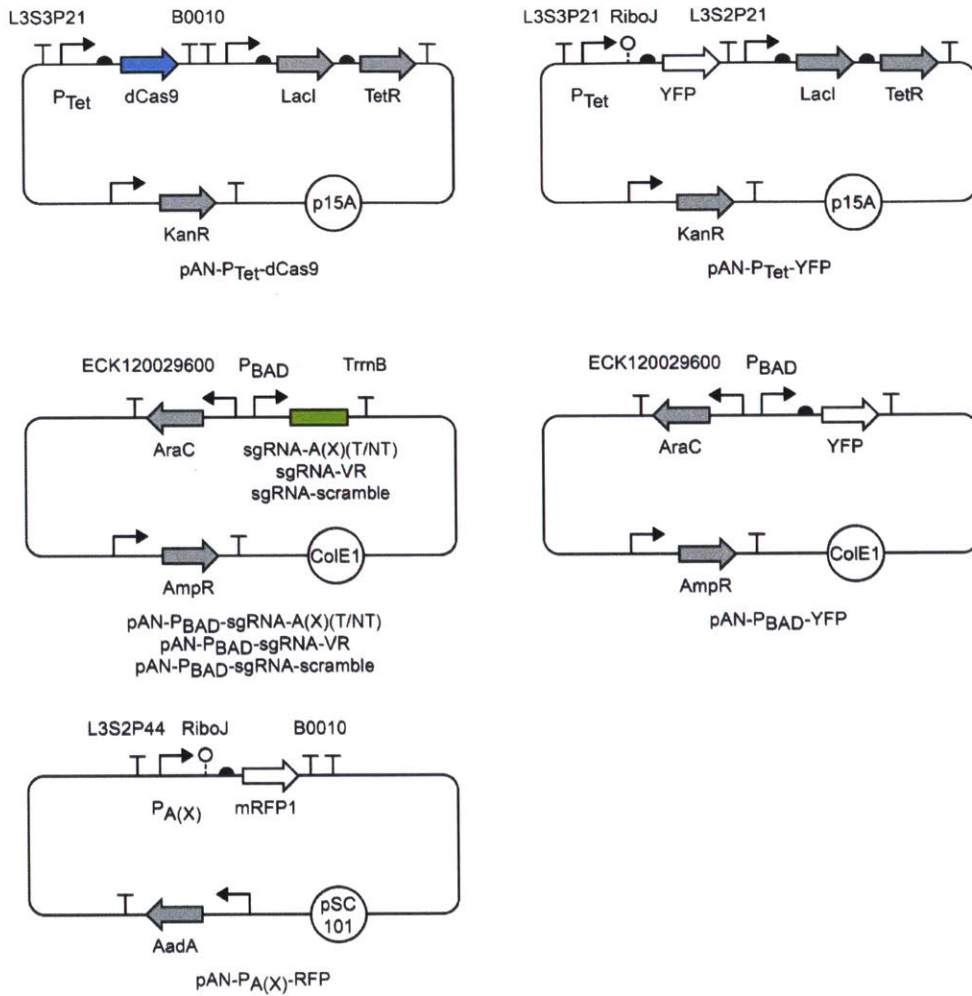 L3S3P21 B0010
PTet dCas9 LacI TetR
KanR p15A
pAN-PTet-dCas9
L3S3P21 RiboJ L3S2P21
PTet YFP LacI TetR
KanR p15A
pAN-PTet-YFP
ECK120029600 PBAD TrrnB
AraC sgRNA-A(X)(T/NT)
sgRNA-VR
sgRNA-scramble
AmpR ColE1
pAN-PBAD-sgRNA-A(X)(T/NT)
pAN-PBAD-sgRNA-VR
pAN-PBAD-sgRNA-scramble
ECK120029600 PBAD
AraC YFP
AmpR ColE1
pAN-PBAD-YFP
L3S2P44 RiboJ B0010
PA(X) mRFP1
AadA pSC
101
pAN-PA(X)-RFP